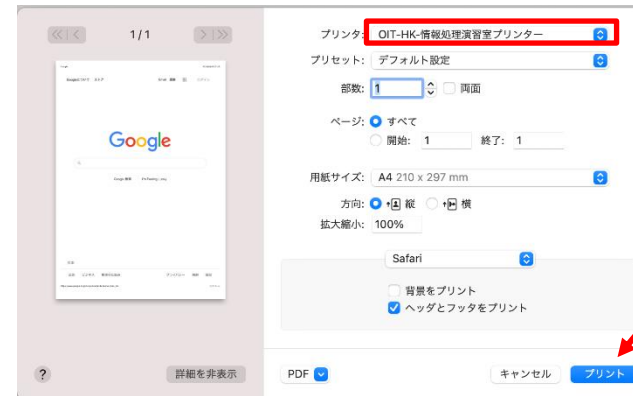 1/1
Google
プリンタ: OIT-HK-情報処理演習室プリンター
プリセット: デフォルト設定
部数: 1 両面
ページ: すべて
開始: 1 終了: 1
用紙サイズ: A4 210 x 297 mm
方向: 縦 横
拡大縮小: 100%
Safari
背景をプリント
ヘッダとフッタをプリント
? 詳細を非表示 PDF キャンセル プリント